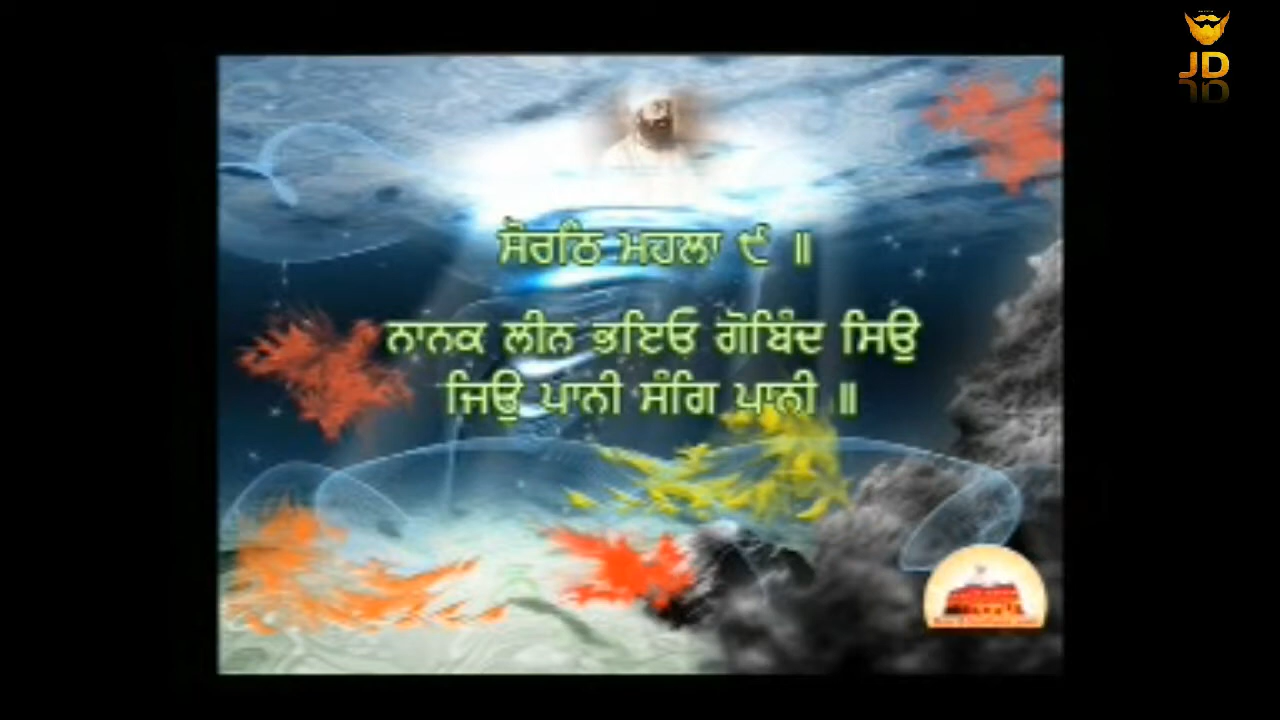 JD
ਸੋਰਠਿ ਮਹਲਾ ੯ ॥
ਨਾਨਕ ਲੀਨ ਭਇਓ ਗੋਬਿੰਦ ਸਿਉ
ਜਿਉ ਪਾਨੀ ਸੰਗਿ ਪਾਨੀ ॥